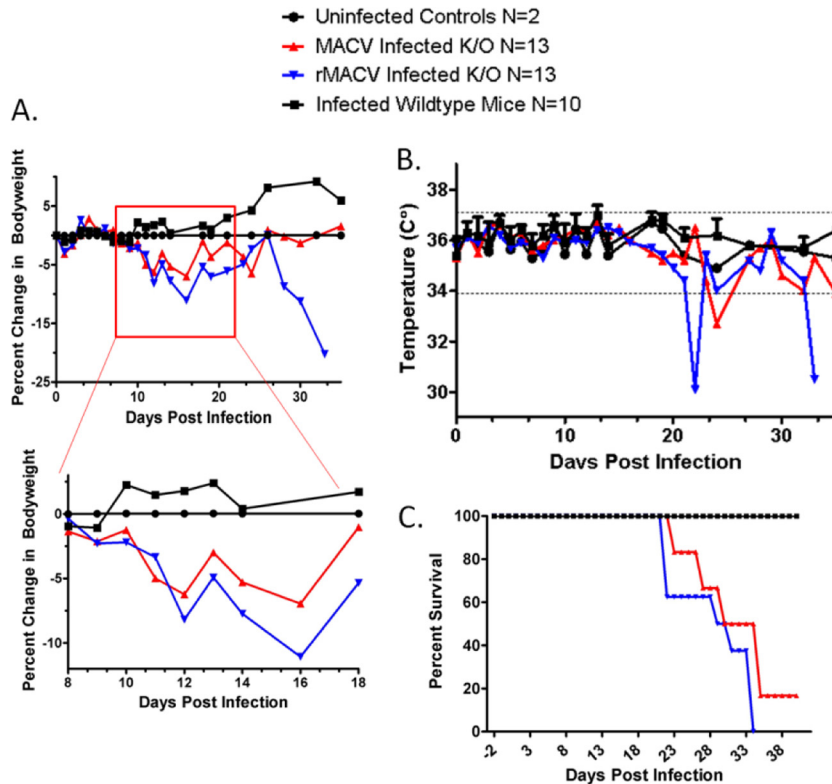 Uninfected Controls N=2
MACV Infected K/O N=13
rMACV Infected K/O N=13
Infected Wildtype Mice N=10
A.
Percent Change in Bodyweight
5
-5
-15
-25
0
10
20
30
Days Post Infection
B.
Temperature (C°)
38
36
34
32
30
0
10
20
30
Davs Post Infection
Percent Change in Bodyweight
0
-5
-10
8
10
12
14
16
18
Days Post Infection
C.
Percent Survival
100
80
60
40
20
0
-2
3
8
13
18
23
28
33
38
Days Post Infection